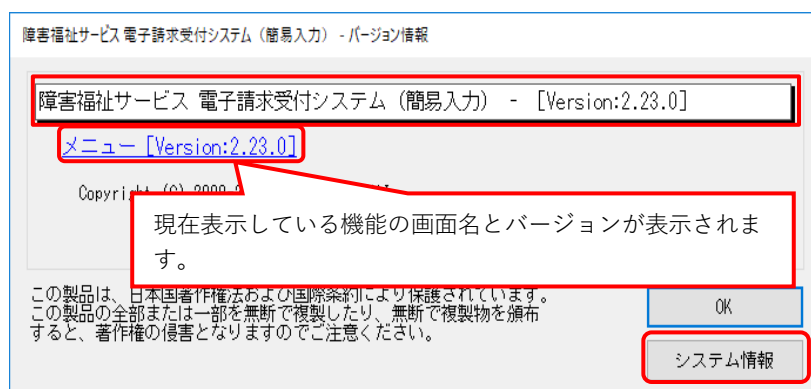 障害福祉サービス 電子請求受付システム（簡易入力） - バージョン情報
障害福祉サービス 電子請求受付システム（簡易入力） - [Version:2.23.0]
メニュー [Version:2.23.0]
Copyri
現在表示している機能の画面名とバージョンが表示されま
す。
この製品は、日本国著作権法および国際条約により保護されています。
この製品の全部または一部を無断で複製したり、無断で複製物を頒布
すると、著作権の侵害となりますのでご注意ください。
OK
システム情報